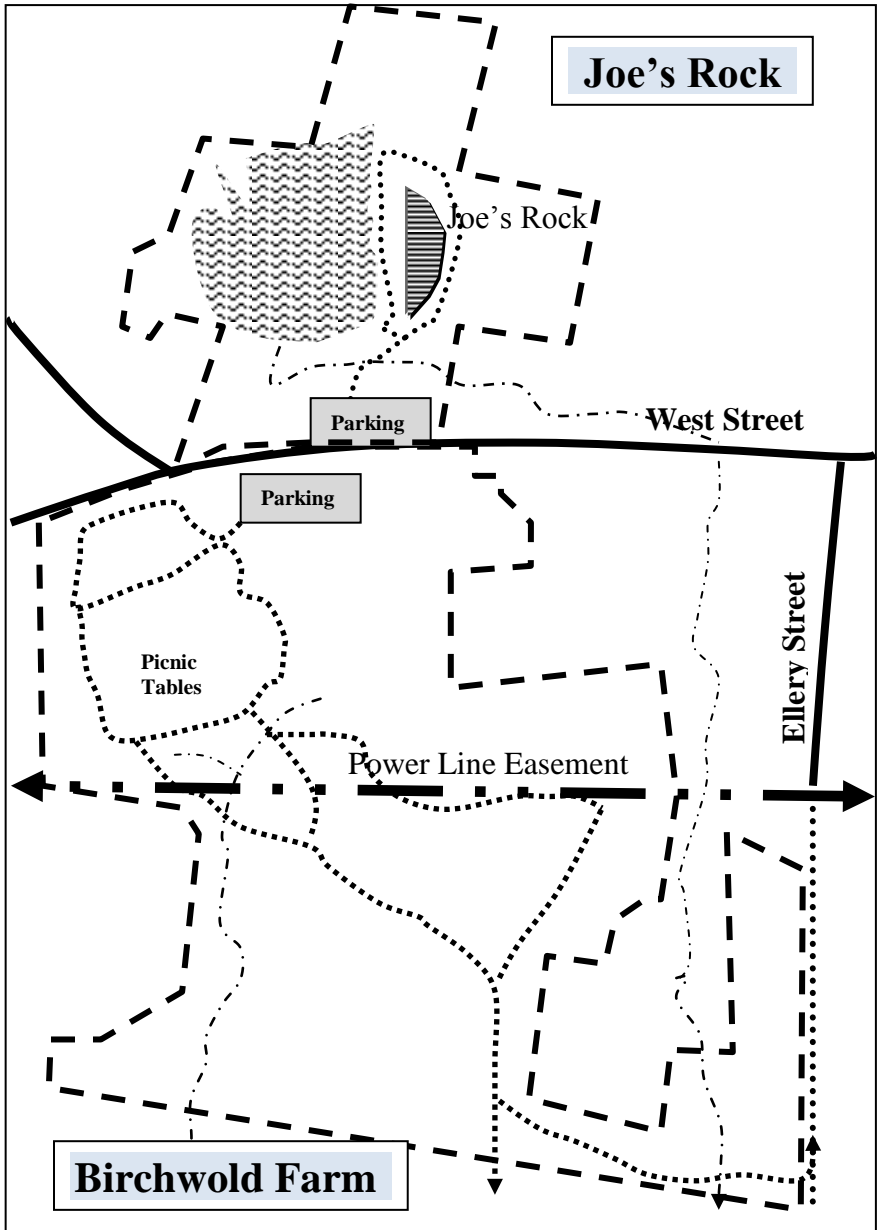 Joe's Rock
Joe's Rock
Parking
West Street
Parking
Ellery Street
Picnic
Tables
Power Line Easement
Birchwold Farm